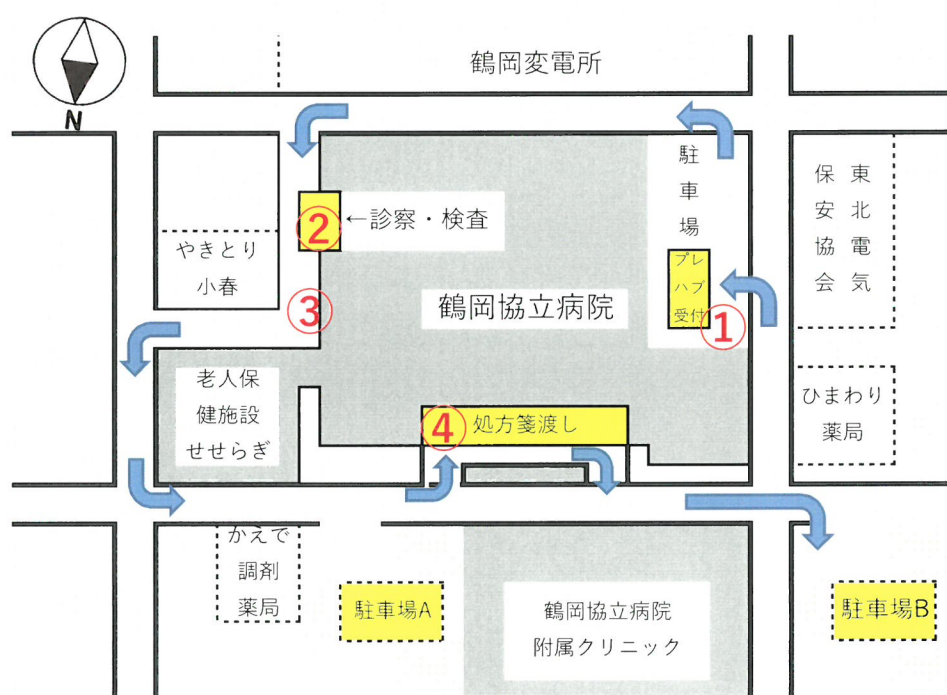 鶴岡変電所
N
駐車場
東北電気
保安協会
②
←診察・検査
やきとり
小春
プレ
ハブ
受付
①
③
鶴岡協立病院
老人保
健施設
せせらぎ
④
処方箋渡し
ひまわり
薬局
かえで
調剤
薬局
駐車場A
鶴岡協立病院
附属クリニック
駐車場B